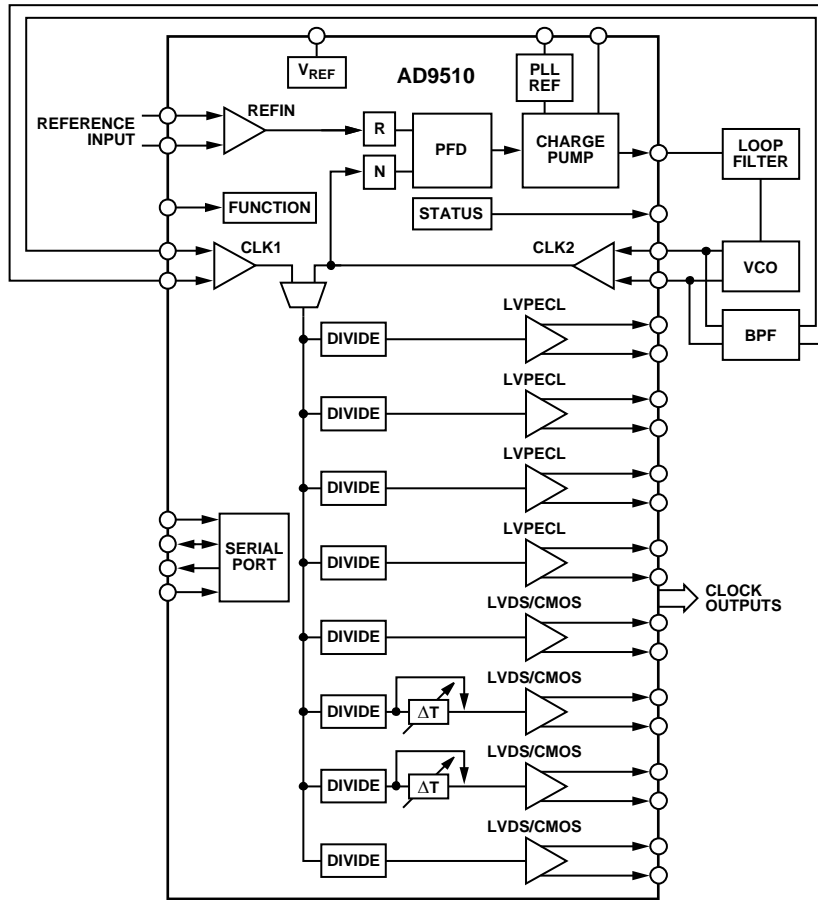 VREF
AD9510
PLL
REF
REFERENCE
INPUT
REFIN
R
N
PFD
CHARGE
PUMP
LOOP
FILTER
FUNCTION
STATUS
CLK1
CLK2
VCO
BPF
LVPECL
DIVIDE
LVPECL
DIVIDE
LVPECL
DIVIDE
LVPECL
DIVIDE
SERIAL
PORT
CLOCK
OUTPUTS
LVDS/CMOS
DIVIDE
LVDS/CMOS
DIVIDE
ΔT
LVDS/CMOS
DIVIDE
ΔT
LVDS/CMOS
DIVIDE